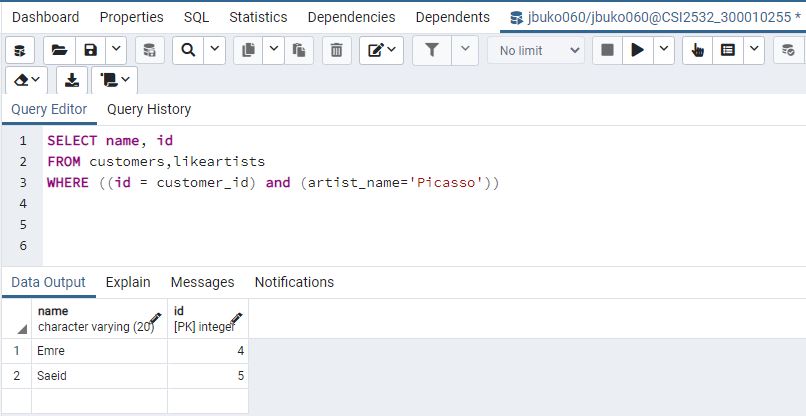 Dashboard Properties SQL Statistics Dependencies Dependents jbuko060/jbuko060@CSI2532_300010255 *
No limit
Query Editor Query History
1 SELECT name, id
2 FROM customers,likeartists
3 WHERE ((id = customer_id) and (artist_name='Picasso'))
4
5
6
Data Output Explain Messages Notifications
name id
character varying (20) [PK] integer
1 Emre 4
2 Saeid 5